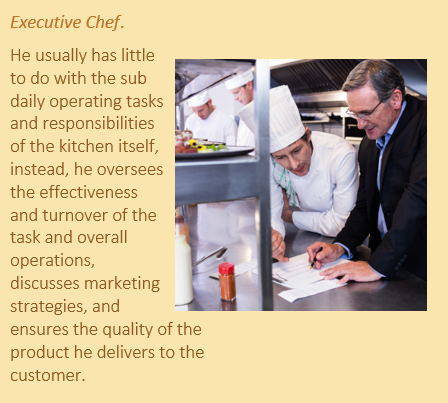 Executive Chef.
He usually has little
to do with the sub
daily operating tasks
and responsibilities
of the kitchen itself,
instead, he oversees
the effectiveness
and turnover of the
task and overall
operations,
discusses marketing
strategies, and
ensures the quality of the
product he delivers to the
customer.